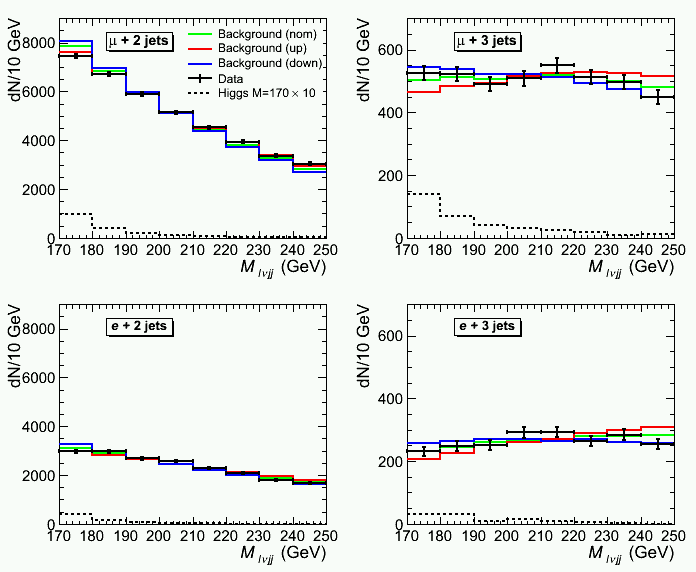 dN/10 GeV
8000
6000
4000
2000
0
μ + 2 jets
Background (nom)
Background (up)
Background (down)
Data
Higgs M=170 × 10
170 180 190 200 210 220 230 240 250
M lνjj (GeV)
dN/10 GeV
600
400
200
0
μ + 3 jets
170 180 190 200 210 220 230 240 250
M lνjj (GeV)
dN/10 GeV
8000
6000
4000
2000
0
e + 2 jets
170 180 190 200 210 220 230 240 250
M lνjj (GeV)
dN/10 GeV
600
400
200
0
e + 3 jets
170 180 190 200 210 220 230 240 250
M lνjj (GeV)